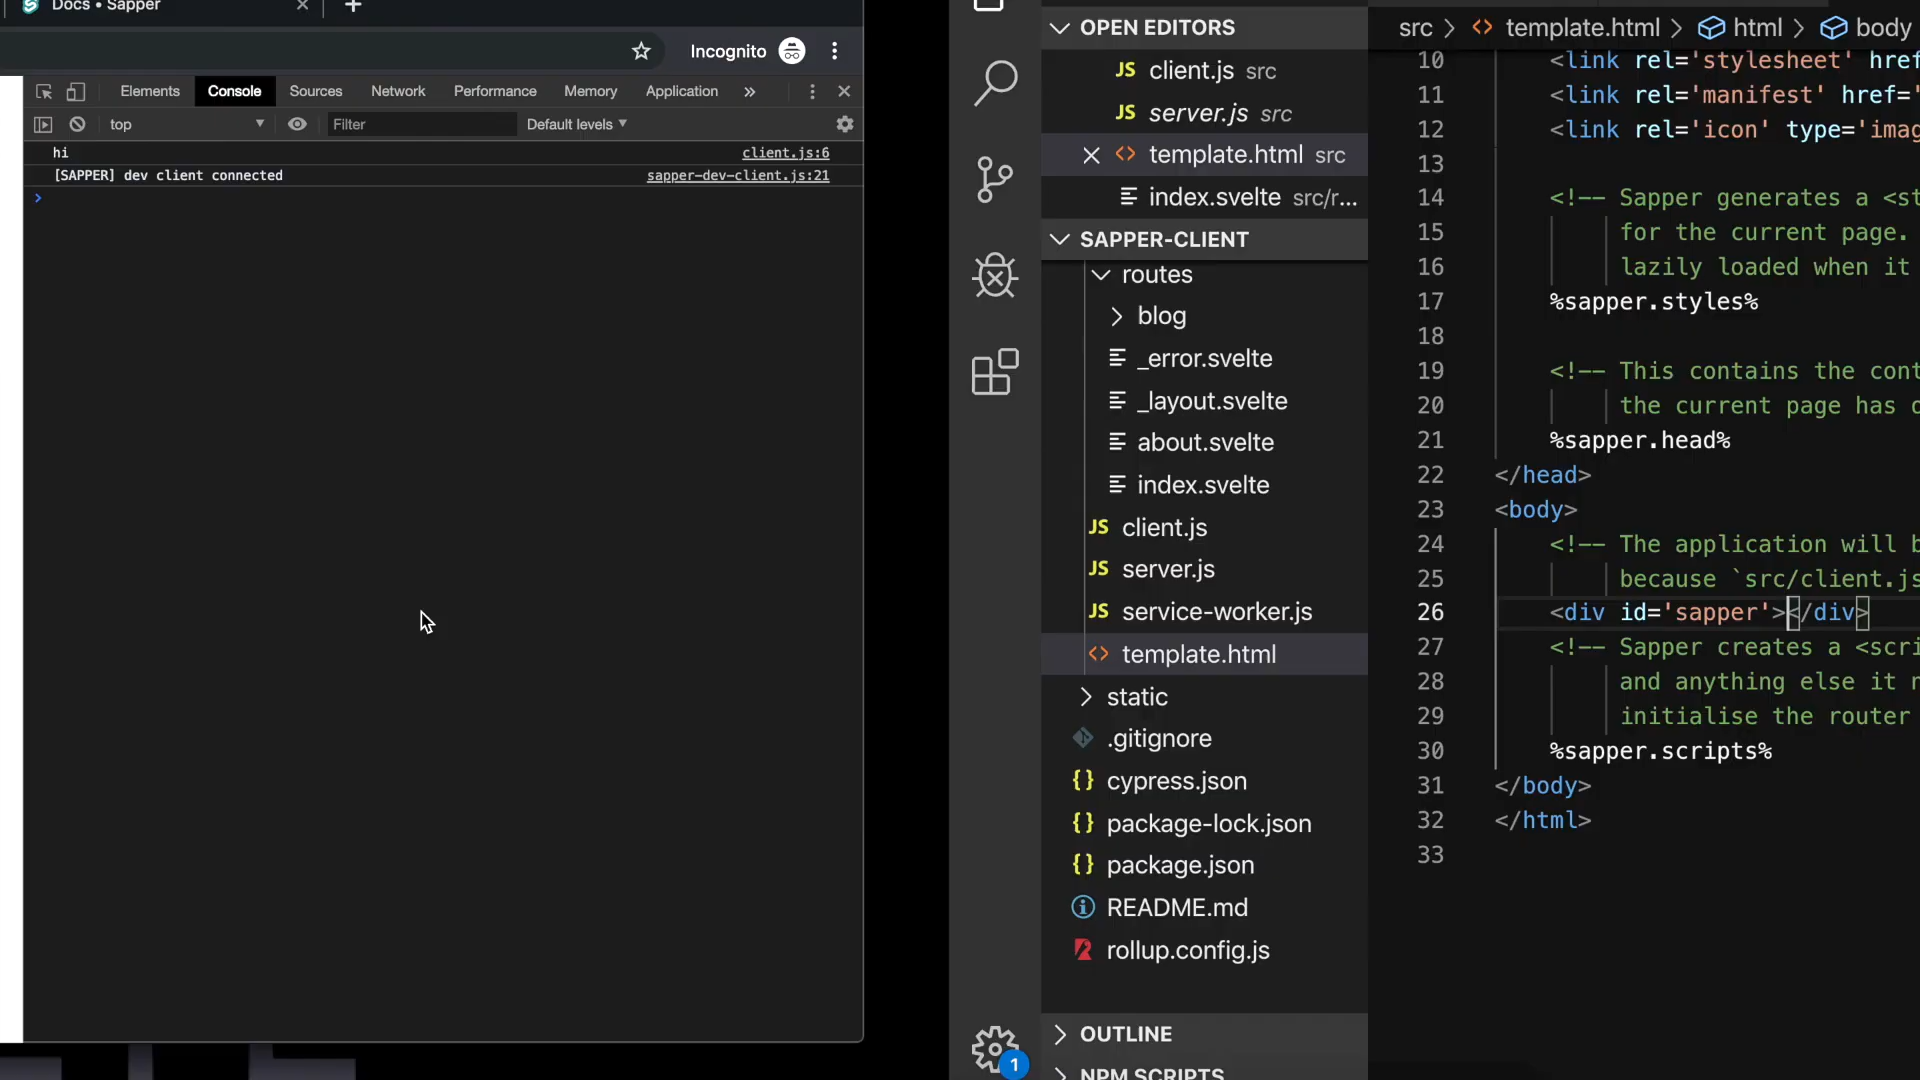 Docs • Sapper
Incognito
Elements Console Sources Network Performance Memory Application »
top Filter Default levels
hi client.js:6
[SAPPER] dev client connected sapper-dev-client.js:21
OPEN EDITORS
JS client.js src
JS server.js src
template.html src
index.svelte src/r...
SAPPER-CLIENT
routes
blog
_error.svelte
_layout.svelte
about.svelte
index.svelte
JS client.js
JS server.js
JS service-worker.js
template.html
static
.gitignore
{} cypress.json
{} package-lock.json
{} package.json
README.md
rollup.config.js
OUTLINE
NPM SCRIPTS
1
src > template.html > html > body
10 <link rel='stylesheet' href
11 <link rel='manifest' href='
12 <link rel='icon' type='imag
13
14 <!-- Sapper generates a <st
15 for the current page.
16 lazily loaded when it
17 %sapper.styles%
18
19 <!-- This contains the cont
20 the current page has
21 %sapper.head%
22 </head>
23 <body>
24 <!-- The application will b
25 because `src/client.js
26 <div id='sapper'></div>
27 <!-- Sapper creates a <scri
28 and anything else it
29 initialise the router
30 %sapper.scripts%
31 </body>
32 </html>
33